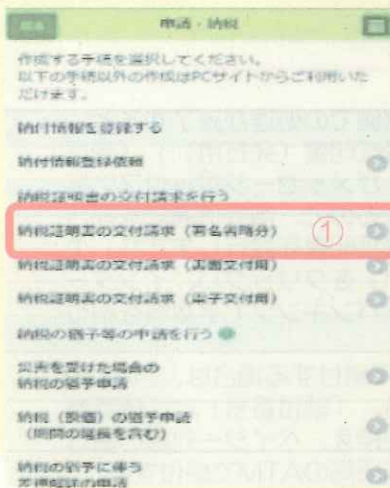 戻る
申請・納税
作成する手続を選択してください。
以下の手続以外の作成はPCサイトからご利用いた
だけます。
納付情報を登録する
納付情報登録依頼
納税証明書の交付請求を行う
納税証明書の交付請求（署名省略分）
①
納税証明書の交付請求（書面交付用）
納税証明書の交付請求（電子交付用）
納税の猶予等の申請を行う
災害を受けた場合の
納税の猶予申請
納税（換価）の猶予申請
（期間の延長を含む）
納税の猶予に伴う
差押解除の申請